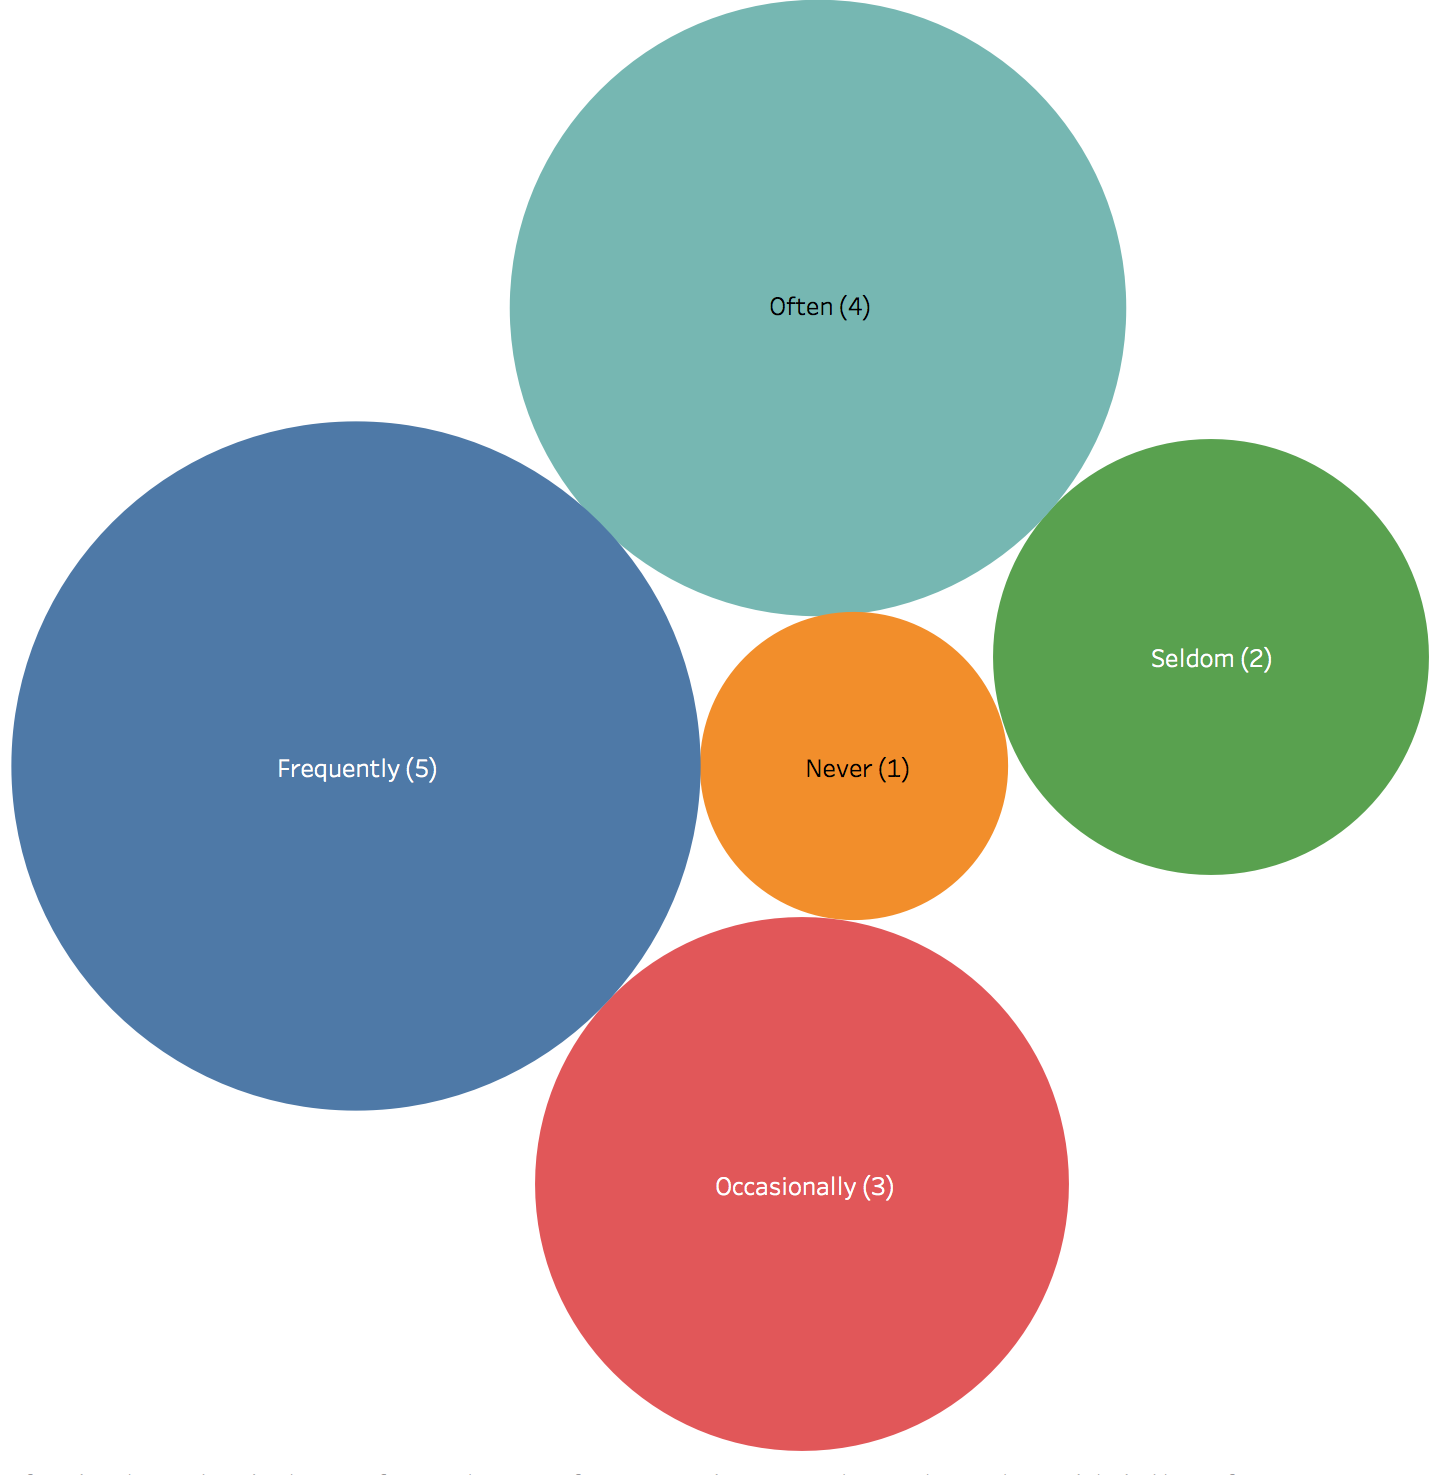 Often (4)
Seldom (2)
Frequently (5)
Never (1)
Occasionally (3)